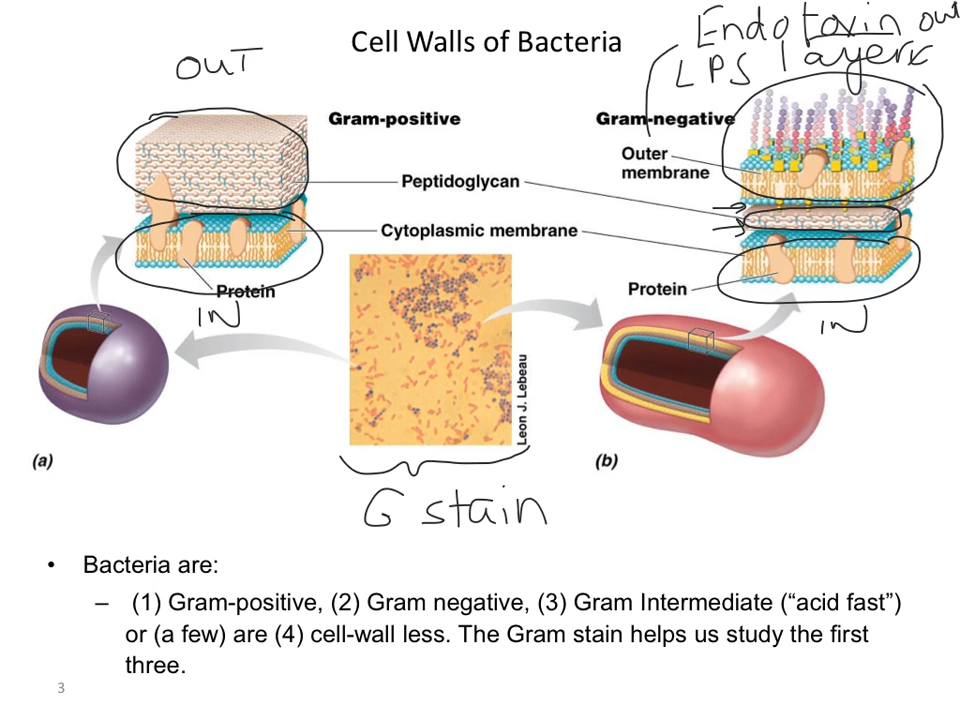 Endotoxin out
Cell Walls of Bacteria
OUT
LPS layer
Gram-positive
Gram-negative
Outer
membrane
Peptidoglycan
Cytoplasmic membrane
Protein
Protein
IN
IN
Leon J. Lebeau
(a)
(b)
G stain
• Bacteria are:
– (1) Gram-positive, (2) Gram negative, (3) Gram Intermediate (“acid fast”)
or (a few) are (4) cell-wall less. The Gram stain helps us study the first
three.
3